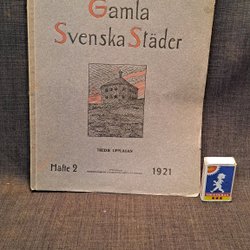 Gamla
Svenska Städer
TREDJE UPPLAGAN
Häfte 2 1921